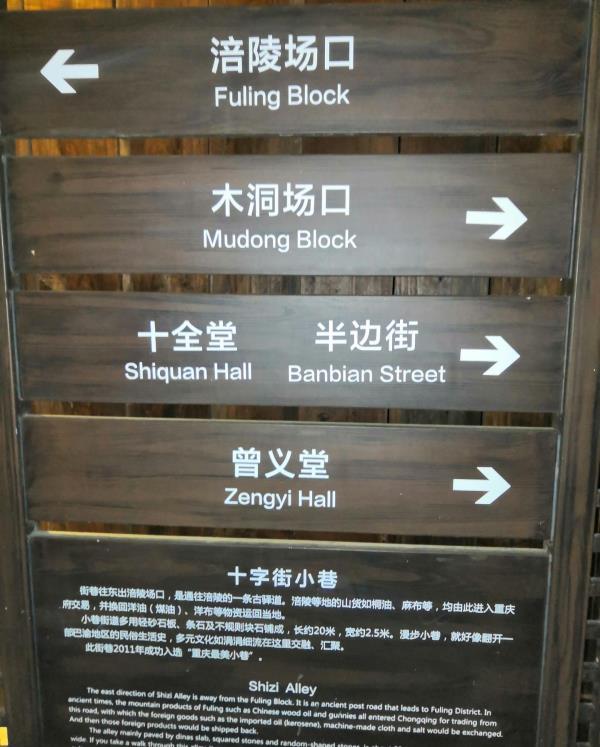 涪陵场口
Fuling Block
木洞场口
Mudong Block
十全堂 半边街
Shiquan Hall Banbian Street
曾义堂
Zengyi Hall
十字街小巷
街巷往东出涪陵场口，是通往涪陵的一条古驿道。涪陵等地的山货如桐油、麻布等，均由此进入重庆
府交易，并换回洋油（煤油）、洋布等物资运回当地。
小巷街道多用轻砂石板、条石及不规则块石铺成，长约20米，宽约2.5米。漫步小巷，就好像翻开一
部巴渝地区的民俗生活史，多元文化如涓涓细流在这里交融、汇聚。
此街巷2011年成功入选“重庆最美小巷”。
Shizi Alley
The east direction of Shizi Alley is away from the Fuling Block. It is an ancient post road that leads to Fuling District. In
ancient times, the mountain products of Fuling such as Chinese wood oil and gunnies all entered Chongqing for trading from
this road, with which the foreign goods such as the imported oil (kerosene), machine-made cloth and salt would be exchanged.
And then those foreign products would be shipped back.
The alley mainly paved by dinas slab, squared stones and random-shaped stones, is about
wide. If you take a walk through this